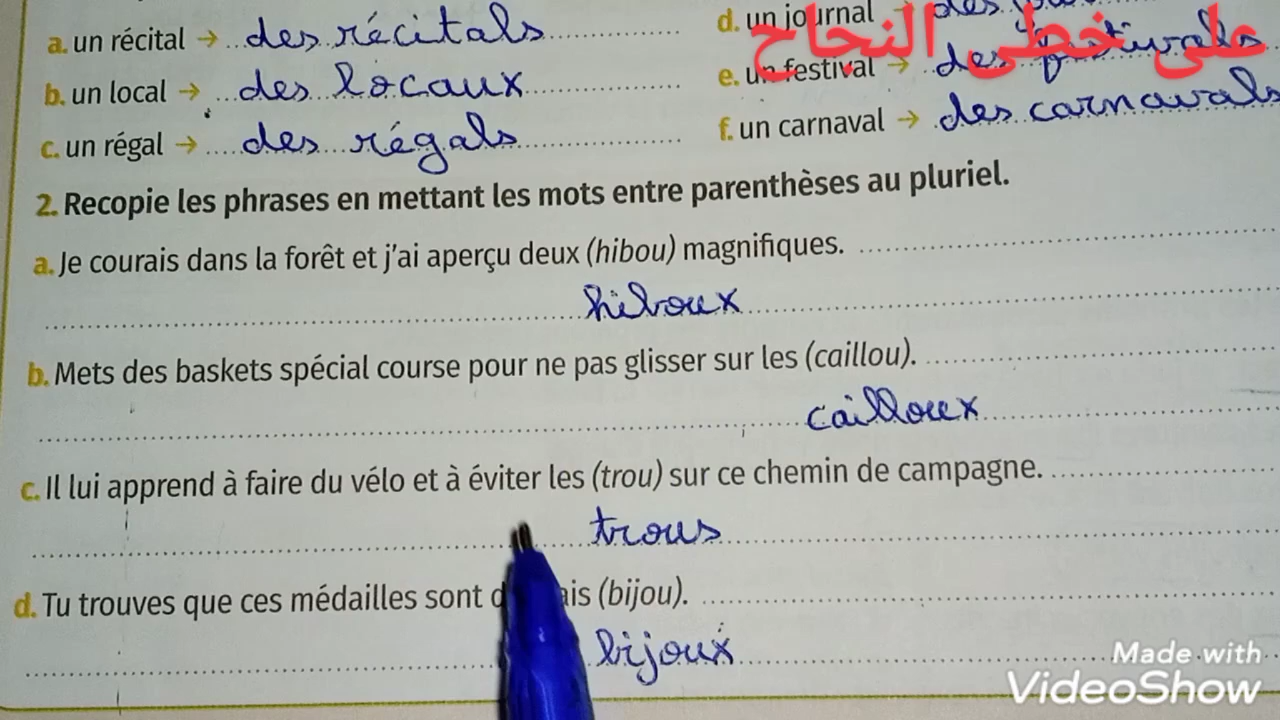 a. un récital → des récitals
d. un journal → des
b. un local → des locaux
e. un festival → des festivals
c. un régal → des régals
f. un carnaval → des carnavals
على خطى النجاح
2. Recopie les phrases en mettant les mots entre parenthèses au pluriel.
a. Je courais dans la forêt et j'ai aperçu deux (hibou) magnifiques.
hiboux
b. Mets des baskets spécial course pour ne pas glisser sur les (caillou).
cailloux
c. Il lui apprend à faire du vélo et à éviter les (trou) sur ce chemin de campagne.
trous
d. Tu trouves que ces médailles sont (bijou).
bijoux
Made with
VideoShow